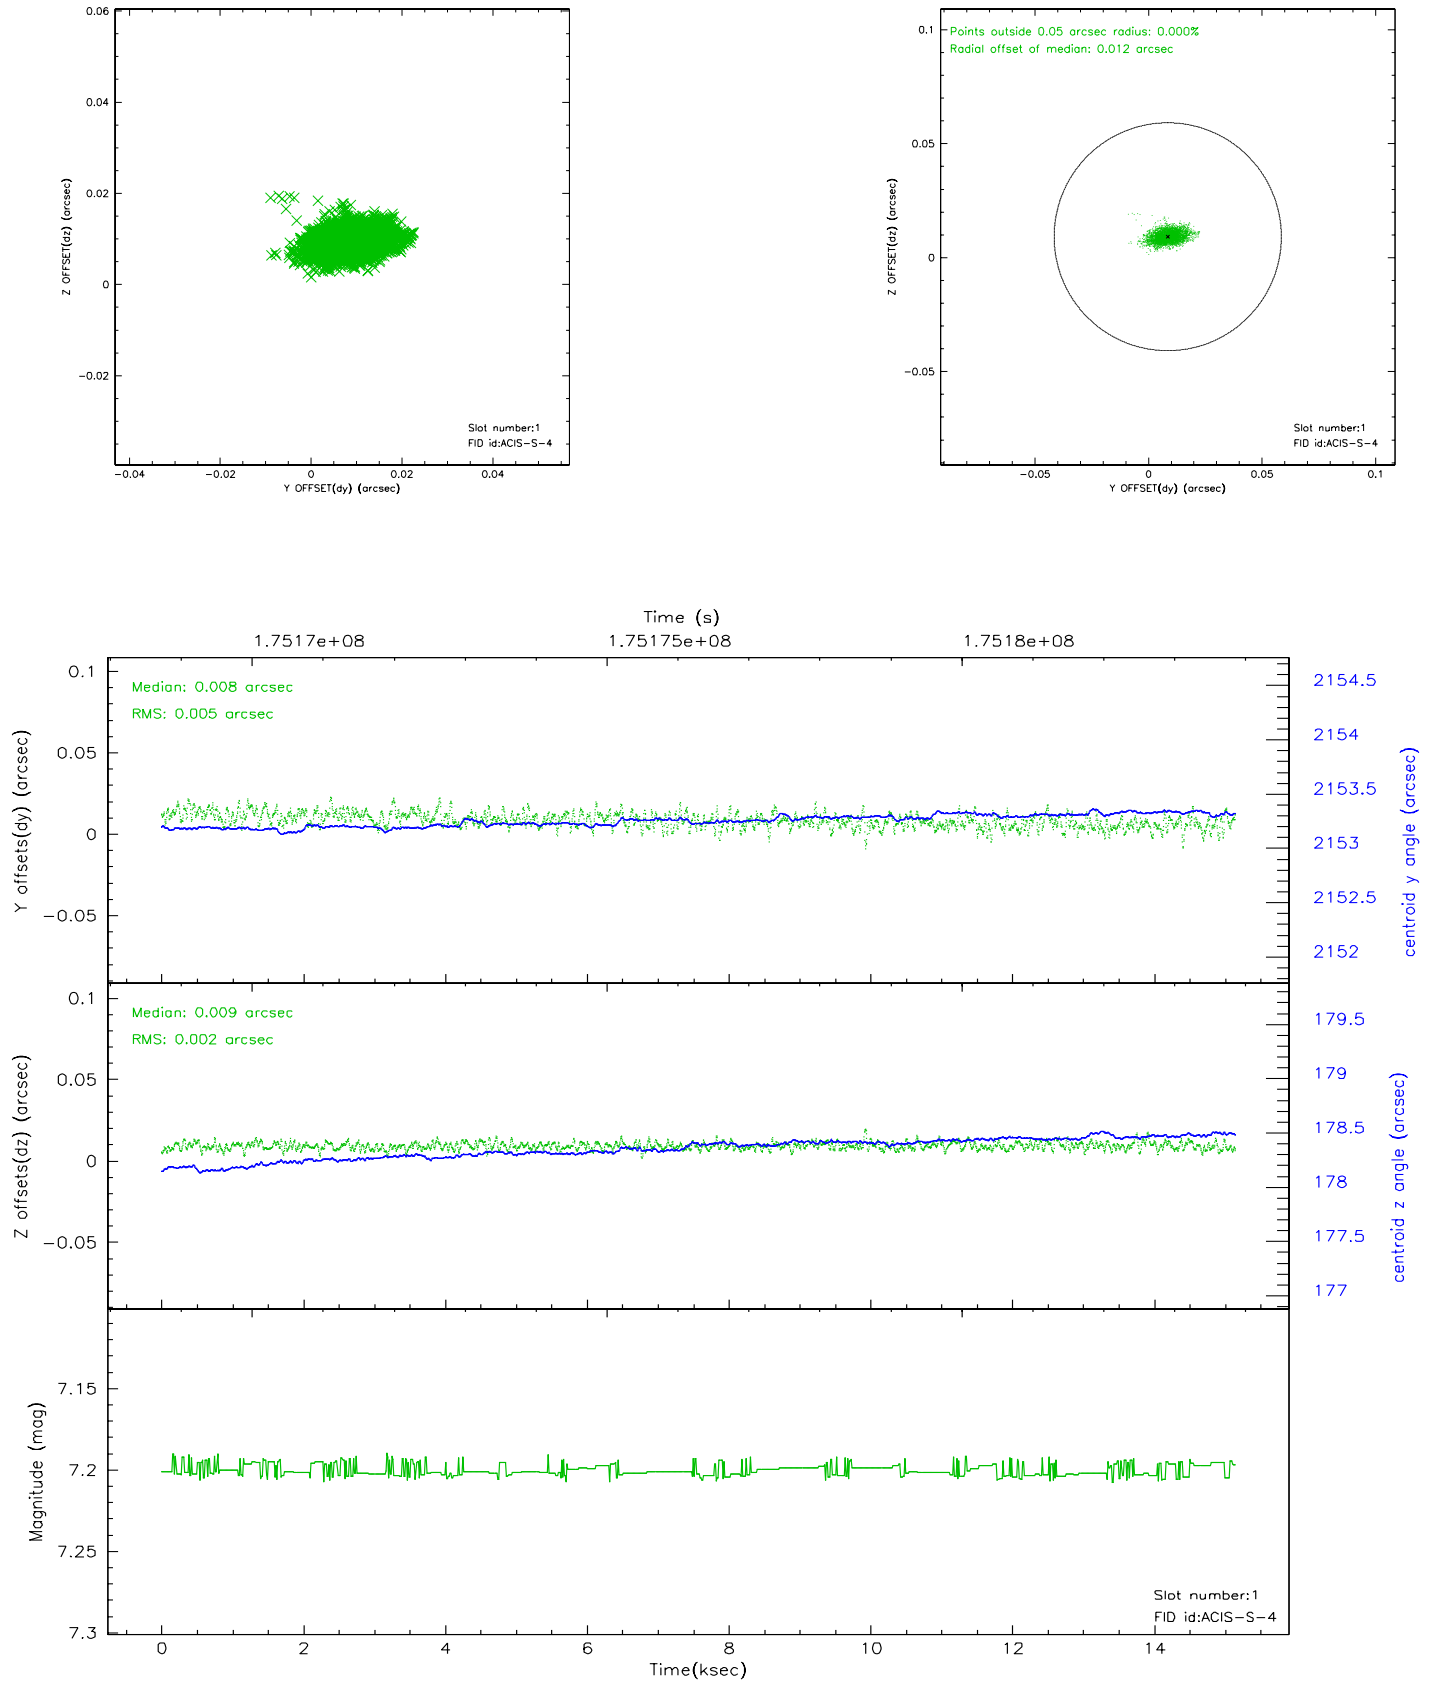 0.06
0.04
0.02
0
−0.02
Z OFFSET(dz) (arcsec)
Slot number:1
FID id:ACIS−S−4
−0.04
−0.02
0
0.02
0.04
Y OFFSET(dy) (arcsec)
Points outside 0.05 arcsec radius: 0.000%
Radial offset of median: 0.012 arcsec
0.1
0.05
0
−0.05
Z OFFSET(dz) (arcsec)
Slot number:1
FID id:ACIS−S−4
−0.05
0
0.05
0.1
Y OFFSET(dy) (arcsec)
Time (s)
1.7517e+08
1.75175e+08
1.7518e+08
Median: 0.008 arcsec
RMS: 0.005 arcsec
0.1
0.05
0
−0.05
Y offsets(dy) (arcsec)
2154.5
2154
2153.5
2153
2152.5
2152
centroid y angle (arcsec)
Median: 0.009 arcsec
RMS: 0.002 arcsec
0.1
0.05
0
−0.05
Z offsets(dz) (arcsec)
179.5
179
178.5
178
177.5
177
centroid z angle (arcsec)
7.15
7.2
7.25
7.3
Magnitude (mag)
Slot number:1
FID id:ACIS−S−4
0
2
4
6
8
10
12
14
Time(ksec)